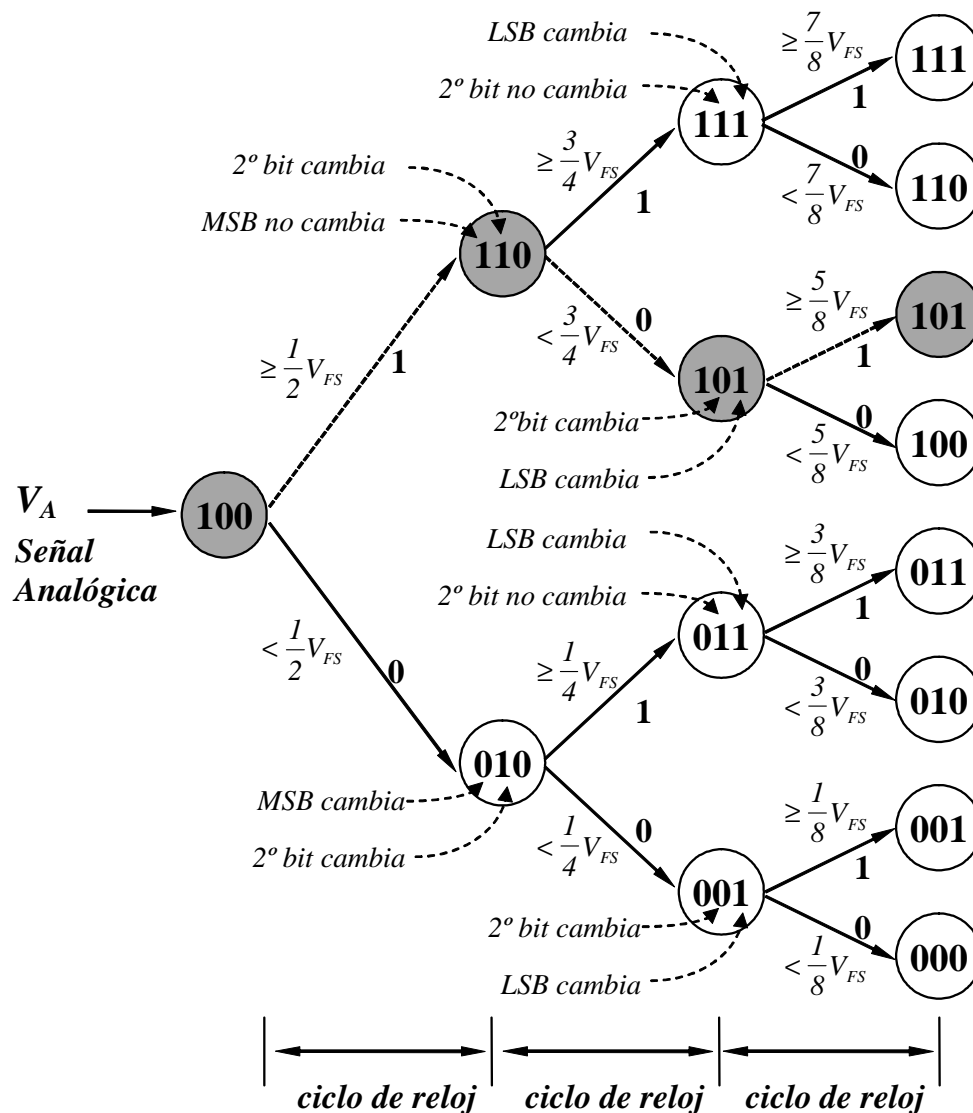 LSB cambia
≥ 7/8 V_FS
111
1
2º bit no cambia
111
0
110
< 7/8 V_FS
≥ 3/4 V_FS
1
2º bit cambia
MSB no cambia
110
≥ 5/8 V_FS
101
1
0
< 3/4 V_FS
101
0
100
< 5/8 V_FS
≥ 1/2 V_FS
1
2ºbit cambia
LSB cambia
V_A
100
Señal
Analógica
LSB cambia
≥ 3/8 V_FS
011
1
2º bit no cambia
011
0
010
< 3/8 V_FS
< 1/2 V_FS
0
≥ 1/4 V_FS
1
010
MSB cambia
2º bit cambia
≥ 1/8 V_FS
001
1
0
< 1/4 V_FS
001
0
000
< 1/8 V_FS
2º bit cambia
LSB cambia
ciclo de reloj
ciclo de reloj
ciclo de reloj